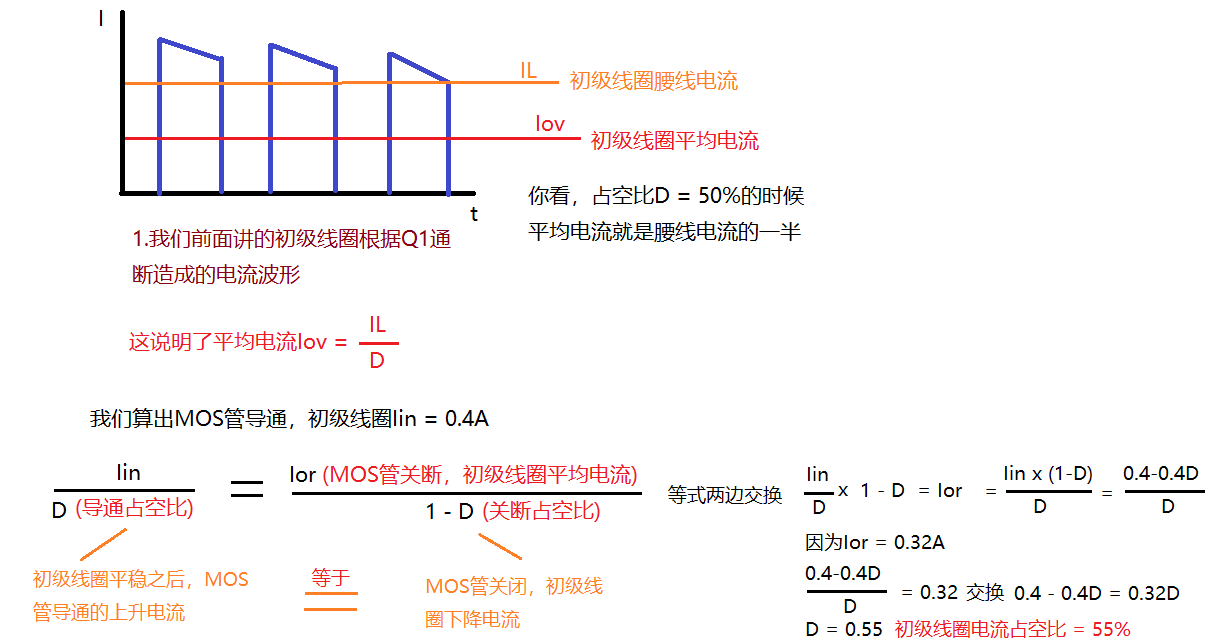 I
IL 初级线圈腰线电流
Iov 初级线圈平均电流
t
你看，占空比D = 50%的时候
平均电流就是腰线电流的一半
1.我们前面讲的初级线圈根据Q1通
断造成的电流波形
这说明了平均电流Iov = IL
D
我们算出MOS管导通，初级线圈Iin = 0.4A
Iin
D (导通占空比)
=
Ior (MOS管关断，初级线圈平均电流)
1 - D (关断占空比)
等式两边交换
Iin
D
x 1 - D = Ior
= Iin x (1-D)
D
= 0.4-0.4D
D
因为Ior = 0.32A
0.4-0.4D
D
= 0.32 交换 0.4 - 0.4D = 0.32D
D = 0.55 初级线圈电流占空比 = 55%
初级线圈平稳之后，MOS
管导通的上升电流
等于
MOS管关闭，初级线
圈下降电流